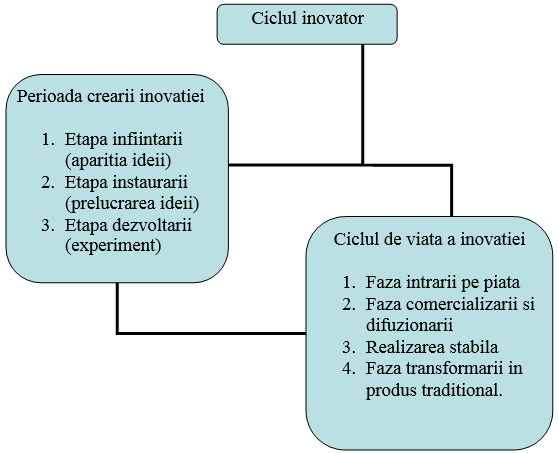 Ciclul inovator
Perioada crearii inovatiei
1. Etapa infiintarii
(aparitia ideii)
2. Etapa instaurarii
(prelucrarea ideii)
3. Etapa dezvoltarii
(experiment)
Ciclul de viata a inovatiei
1. Faza intrarii pe piata
2. Faza comercializarii si
difuzionarii
3. Realizarea stabila
4. Faza transformarii in
produs traditional.